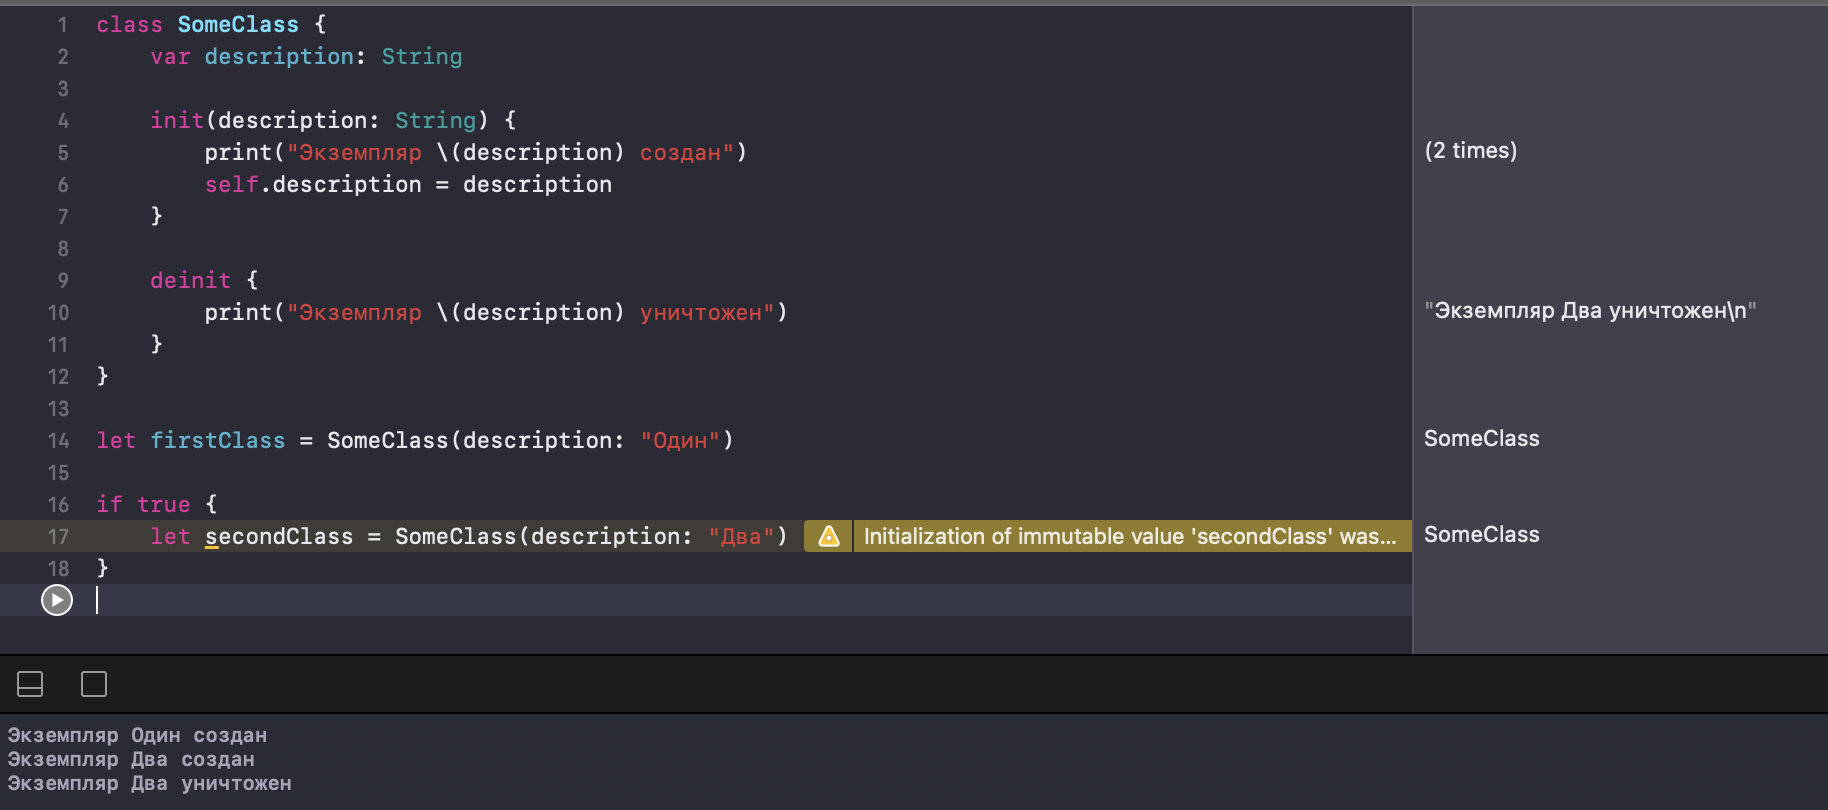 1 class SomeClass {
2 var description: String
3
4 init(description: String) {
5 print("Экземпляр \(description) создан")
(2 times)
6 self.description = description
7 }
8
9 deinit {
10 print("Экземпляр \(description) уничтожен")
"Экземпляр Два уничтожен\n"
11 }
12 }
13
14 let firstClass = SomeClass(description: "Один")
SomeClass
15
16 if true {
17 let secondClass = SomeClass(description: "Два")
Initialization of immutable value 'secondClass' was...
SomeClass
18 }
Экземпляр Один создан
Экземпляр Два создан
Экземпляр Два уничтожен